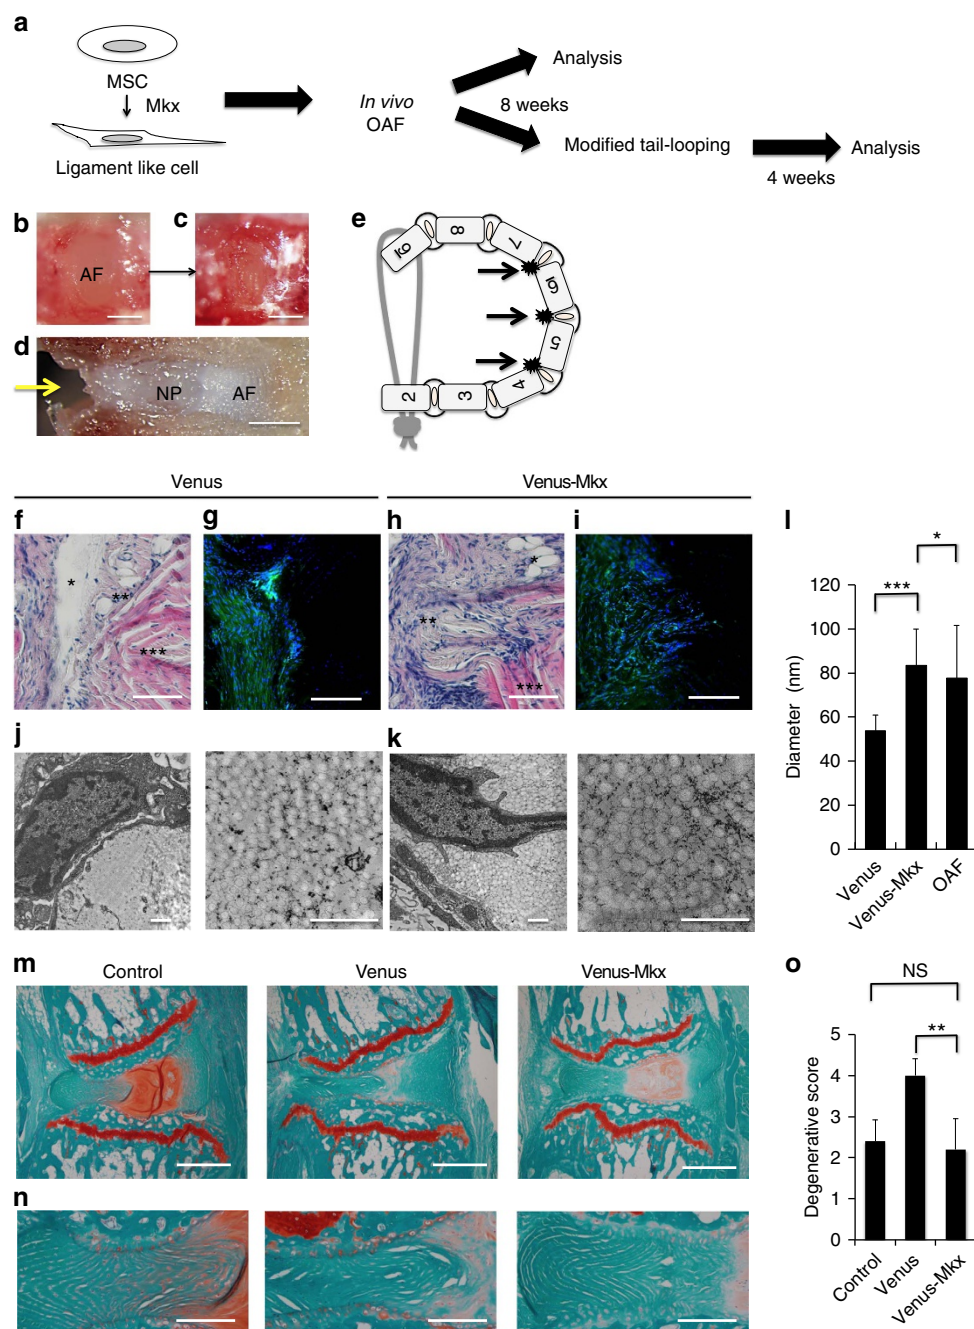 a
MSC
Mkx
Ligament like cell
In vivo
OAF
8 weeks
Analysis
Modified tail-looping
4 weeks
Analysis
b
AF
c
d
NP
AF
e
2
3
4
5
6
7
8
9
Venus
Venus-Mkx
f
*
**
***
g
h
*
**
***
i
j
k
l
***
*
Diameter (nm)
120
100
80
60
40
20
0
Venus
Venus-Mkx
OAF
m
Control
Venus
Venus-Mkx
n
o
NS
**
Degenerative score
5
4
3
2
1
0
Control
Venus
Venus-Mkx